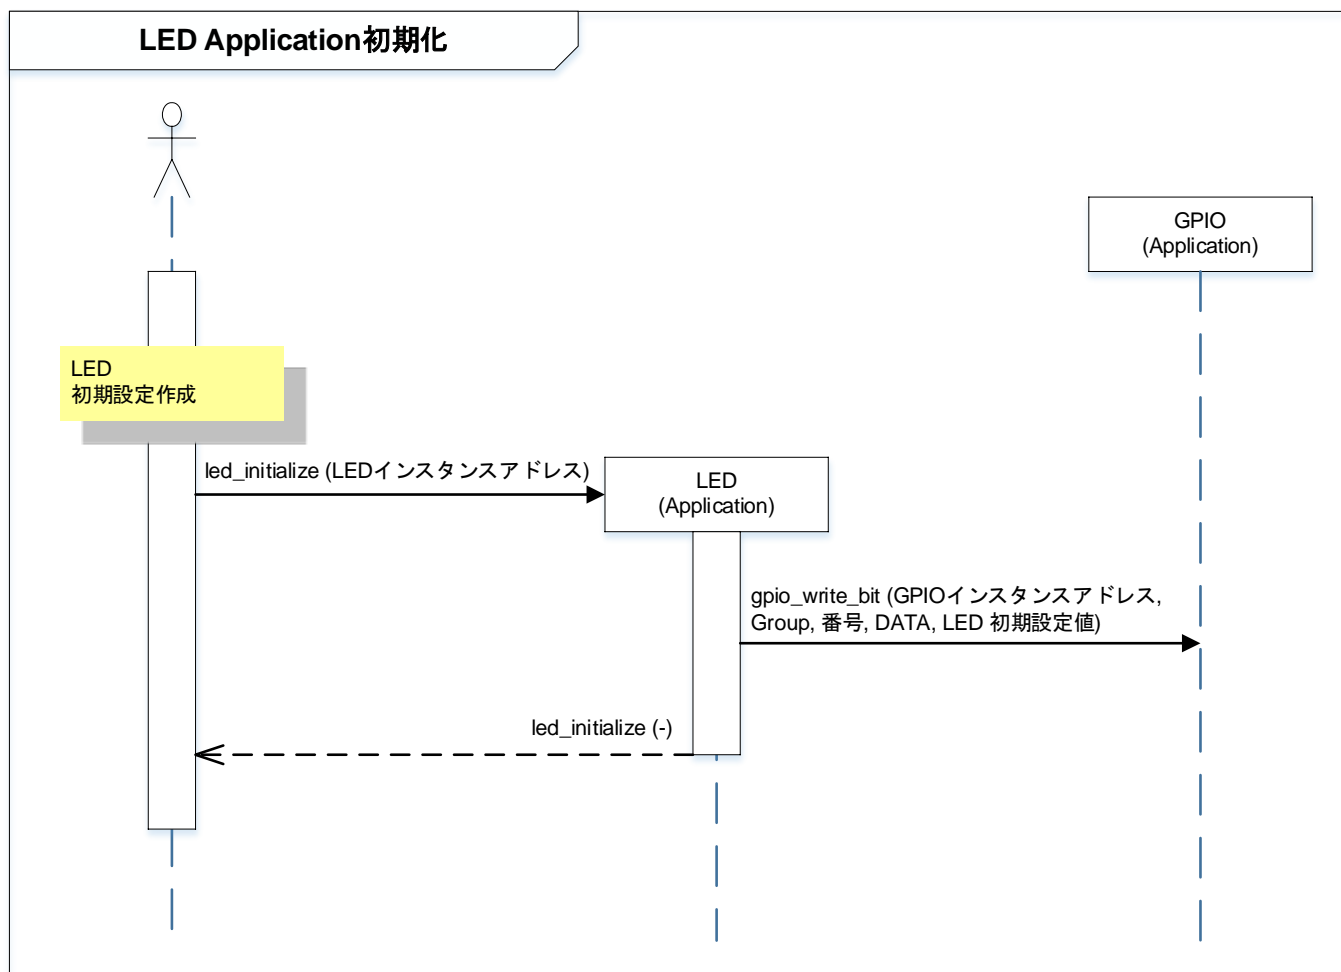 LED Application初期化
GPIO
(Application)
LED
初期設定作成
led_initialize (LEDインスタンスアドレス)
LED
(Application)
gpio_write_bit (GPIOインスタンスアドレス,
Group, 番号, DATA, LED 初期設定値)
led_initialize (-)